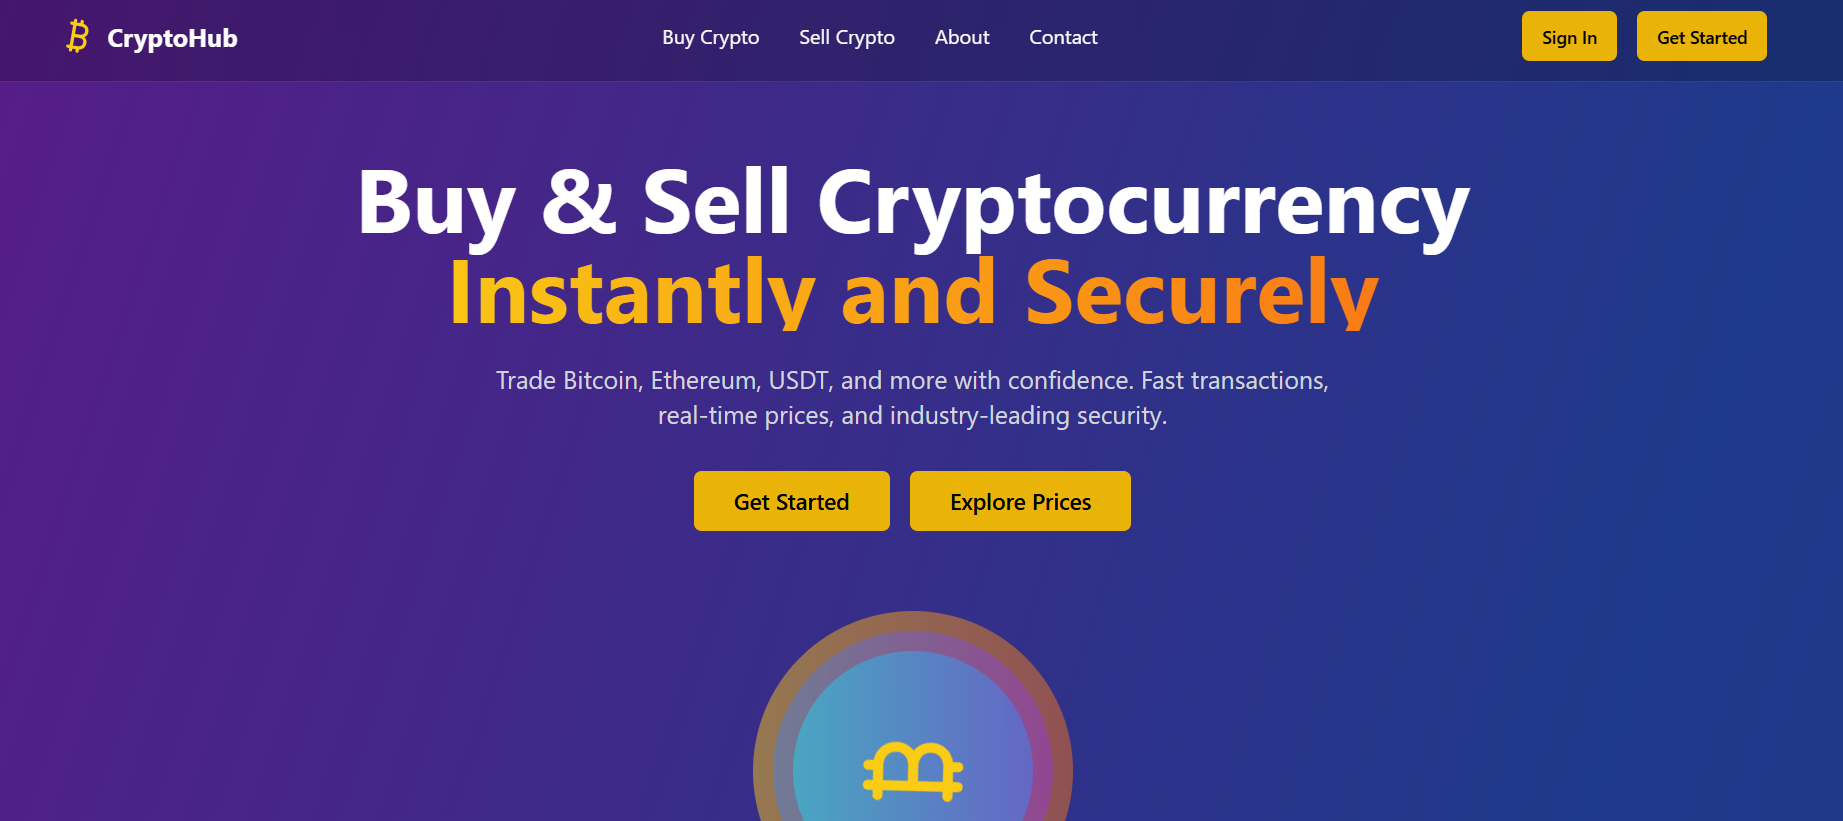 CryptoHub
Buy Crypto
Sell Crypto
About
Contact
Sign In
Get Started
Buy & Sell Cryptocurrency
Instantly and Securely
Trade Bitcoin, Ethereum, USDT, and more with confidence. Fast transactions,
real-time prices, and industry-leading security.
Get Started
Explore Prices